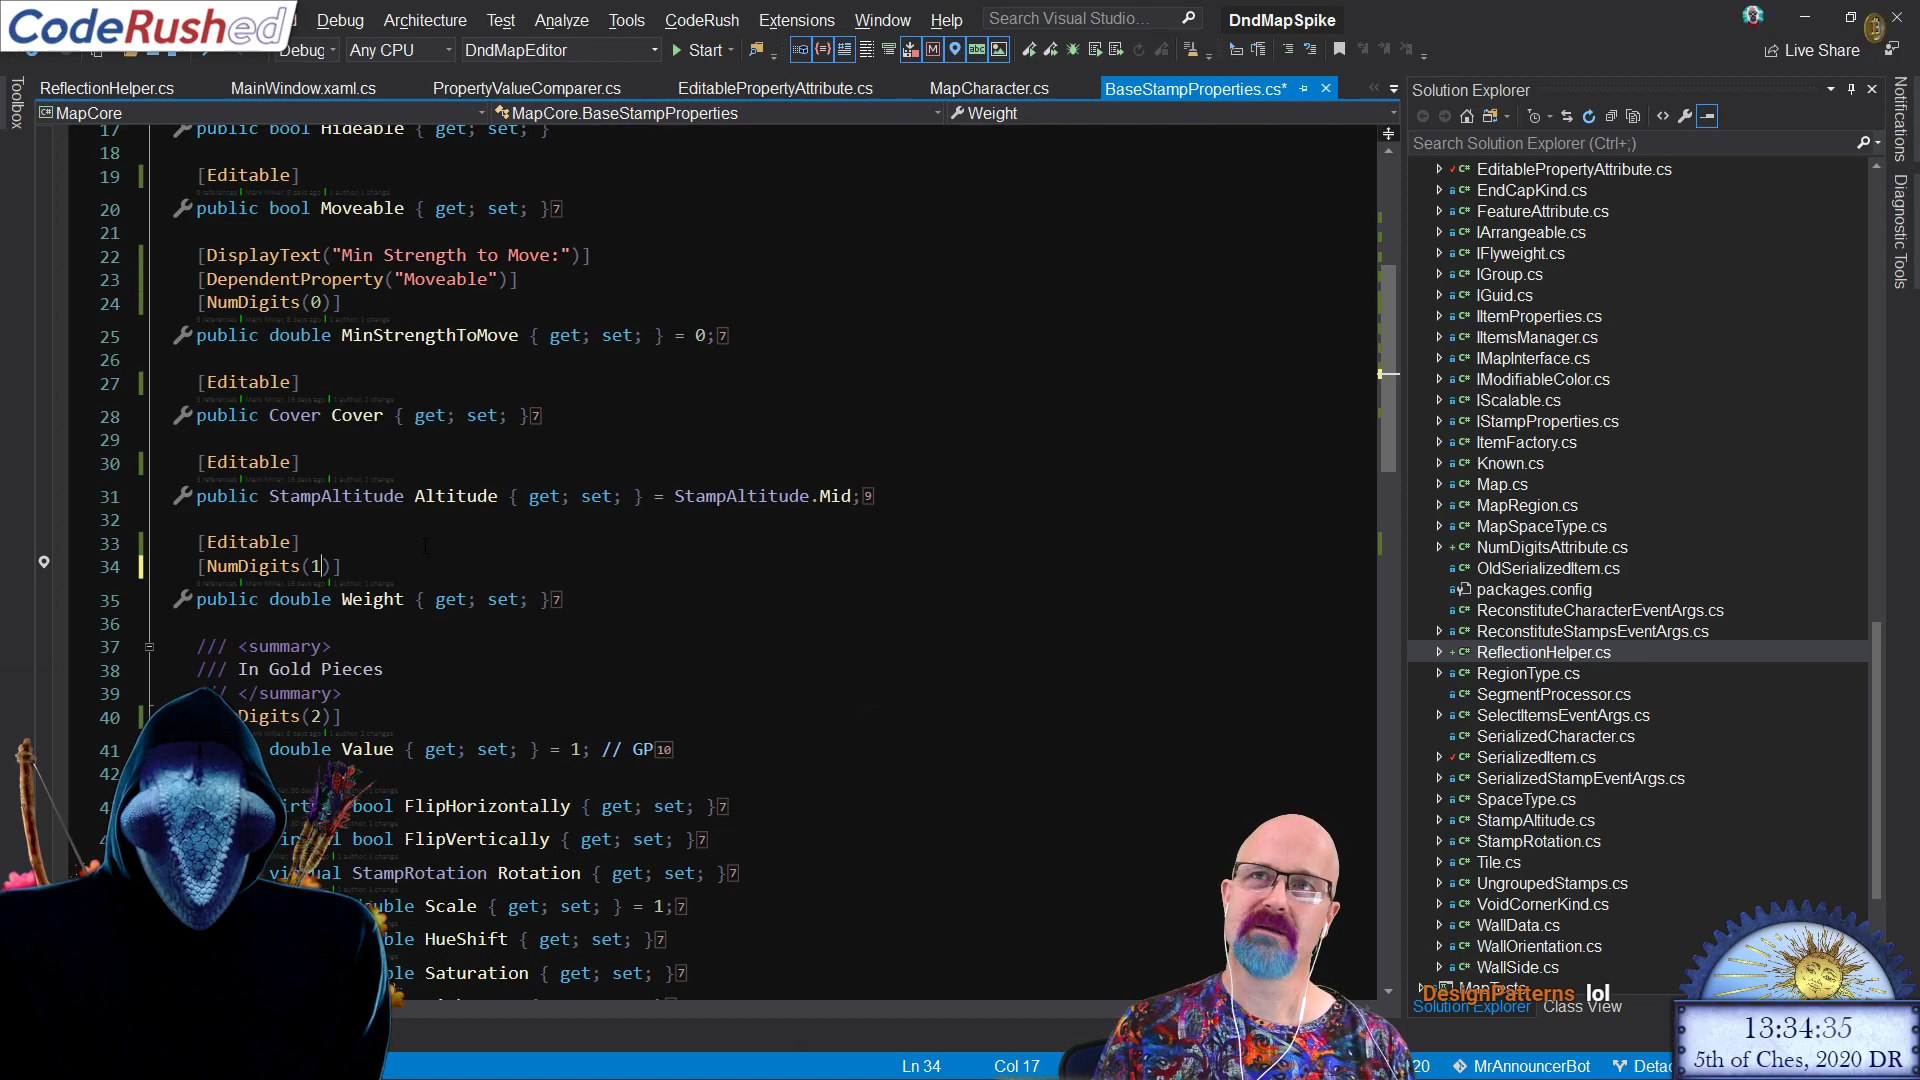 CodeRushed
Debug Architecture Test Analyze Tools CodeRush Extensions Window Help Search Visual Studio... DndMapSpike
Debug Any CPU DndMapEditor Start Live Share
ReflectionHelper.cs MainWindow.xaml.cs PropertyValueComparer.cs EditablePropertyAttribute.cs MapCharacter.cs BaseStampProperties.cs*
MapCore MapCore.BaseStampProperties Weight
Toolbox
17 public bool Hideable { get; set; }
18
19 [Editable]
20 public bool Moveable { get; set; }7
21
22 [DisplayText("Min Strength to Move:")]
23 [DependentProperty("Moveable")]
24 [NumDigits(0)]
25 public double MinStrengthToMove { get; set; } = 0;7
26
27 [Editable]
28 public Cover Cover { get; set; }7
29
30 [Editable]
31 public StampAltitude Altitude { get; set; } = StampAltitude.Mid;9
32
33 [Editable]
34 [NumDigits(1)]
35 public double Weight { get; set; }7
36
37 /// <summary>
38 /// In Gold Pieces
39 /// </summary>
40 Digits(2)]
41 double Value { get; set; } = 1; // GP10
42
bool FlipHorizontally { get; set; }7
bool FlipVertically { get; set; }7
StampRotation Rotation { get; set; }7
Scale { get; set; } = 1;7
HueShift { get; set; }7
Saturation { get; set; }7
Solution Explorer
Search Solution Explorer (Ctrl+;)
EditablePropertyAttribute.cs
EndCapKind.cs
FeatureAttribute.cs
IArrangeable.cs
IFlyweight.cs
IGroup.cs
IGuid.cs
IItemProperties.cs
IItemsManager.cs
IMapInterface.cs
IModifiableColor.cs
IScalable.cs
IStampProperties.cs
ItemFactory.cs
Known.cs
Map.cs
MapRegion.cs
MapSpaceType.cs
NumDigitsAttribute.cs
OldSerializedItem.cs
packages.config
ReconstituteCharacterEventArgs.cs
ReconstituteStampsEventArgs.cs
ReflectionHelper.cs
RegionType.cs
SegmentProcessor.cs
SelectItemsEventArgs.cs
SerializedCharacter.cs
SerializedItem.cs
SerializedStampEventArgs.cs
SpaceType.cs
StampAltitude.cs
StampRotation.cs
Tile.cs
UngroupedStamps.cs
VoidCornerKind.cs
WallData.cs
WallOrientation.cs
WallSide.cs
MapTests
DesignPatterns lol
Solution Explorer Class View
Notifications
Diagnostic Tools
Ln 34 Col 17 20 MrAnnouncerBot Detac
13:34:35
5th of Ches, 2020 DR